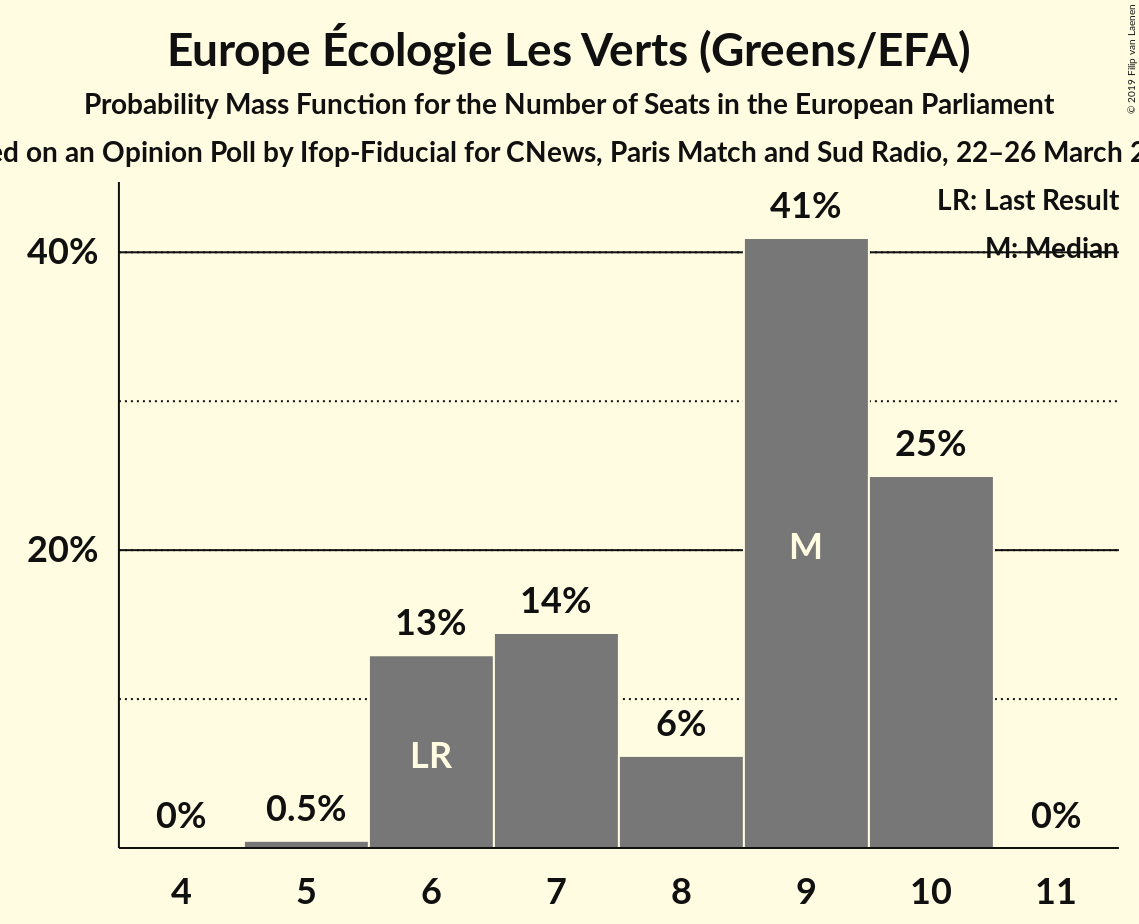 Europe Écologie Les Verts (Greens/EFA)
Probability Mass Function for the Number of Seats in the European Parliament
on an Opinion Poll by Ifop-Fiducial for CNews, Paris Match and Sud Radio, 22–26 March
© 2019 Filip van Laenen
LR: Last Result
M: Median
40%
20%
0%
0.5%
13%
14%
6%
41%
25%
0%
LR
M
4 5 6 7 8 9 10 11